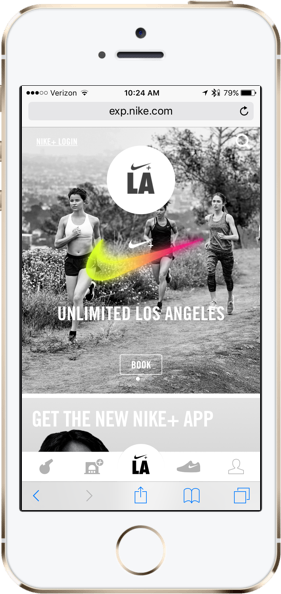 Verizon 10:24 AM 79%
exp.nike.com
NIKE+ LOGIN
LA
UNLIMITED LOS ANGELES
BOOK
GET THE NEW NIKE+ APP
LA